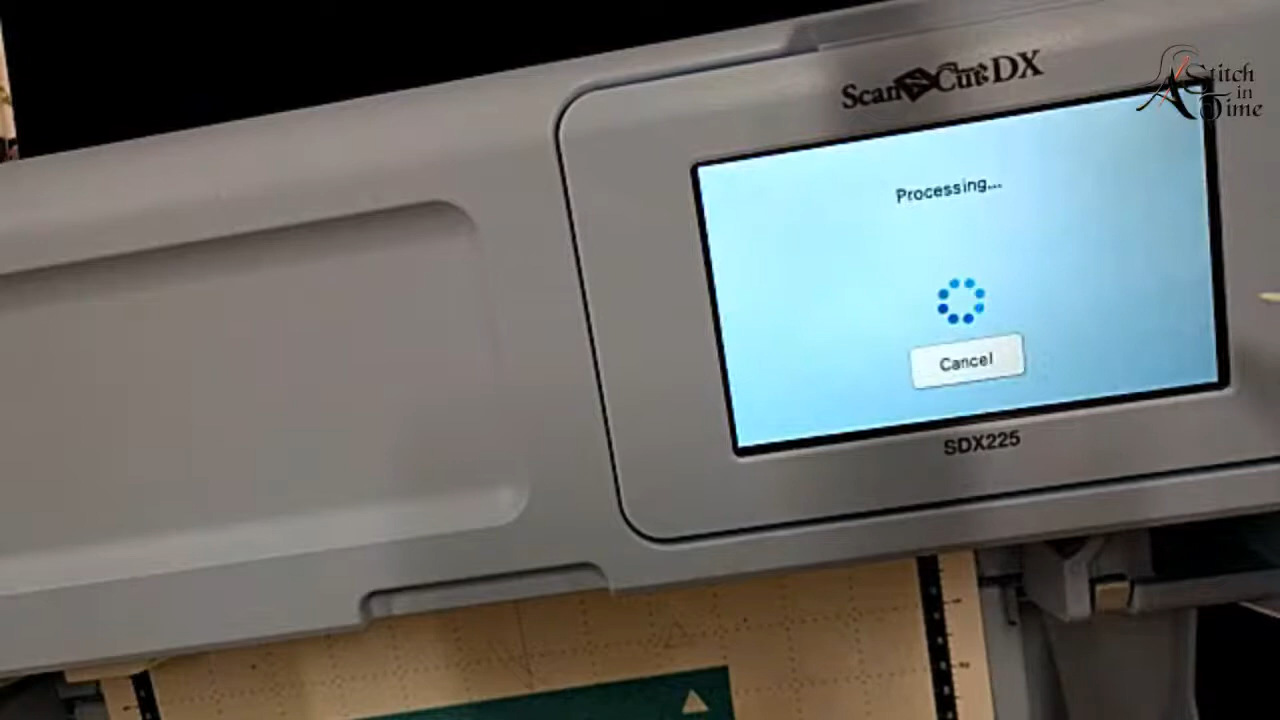 ScanNCut DX
A Stitch
in
Time
Processing...
Cancel
SDX225